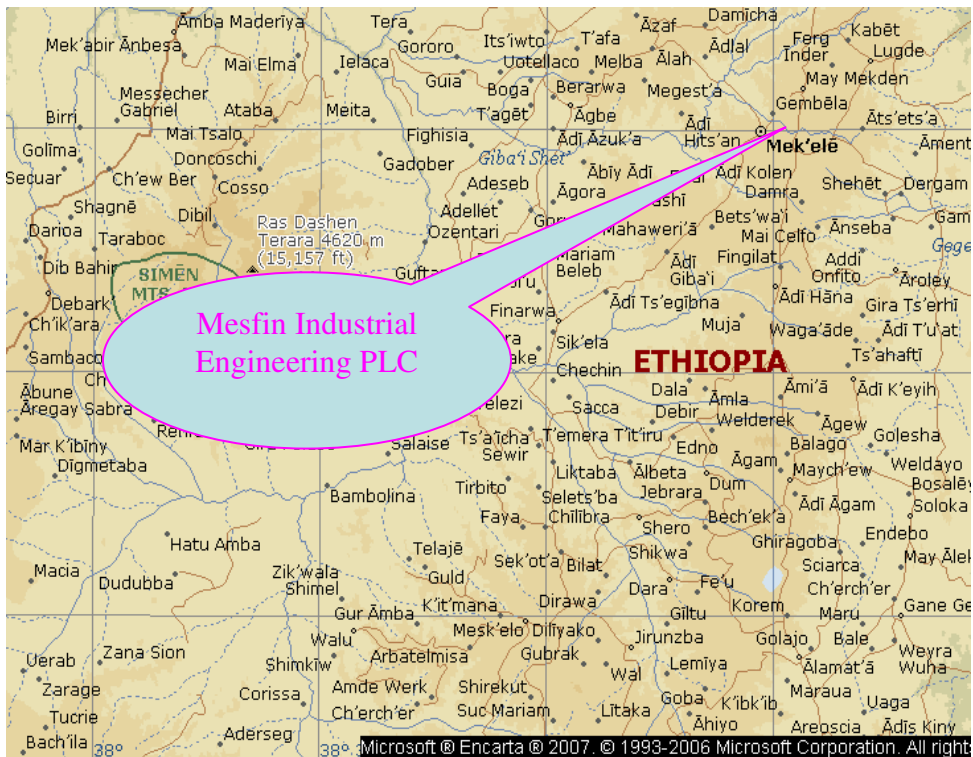 Āmba Maderīya
Mek'abir Ānbesa
Mai Elma
Tera
Gororo
Ielaca
Guia
Its'iwto
T'afa
Uotellaco
Melba
Āzaf
Ālah
Damīcha
Ādlal
Ferg
Īnder
Kabēt
Lugde
May Mekden
Messecher
Gabriel
Ataba
Meita
Boga
Berarwa
Megest'a
Gembēla
Birri
Mai Tsalo
T'agēt
Āgbe
Ādī
Hits'an
Āts'ets'a
Golīma
Doncoschi
Fighisia
Ādī Āzuk'a
Mek'elē
Āment
Secuar
Ch'ew Ber
Cosso
Gadober
Giba'i Shet'
Ābīy Ādī
Ādī Kolen
Adeseb
Āgora
Damra
Shehēt
Dergam
Shagnē
Dibil
Adellet
Bets'wa'i
Darioa
Taraboc
Ras Dashen
Terara 4620 m
(15,157 ft)
Ozentari
Mahaweri'ā
Mai Celfo
Ānseba
Gam
Gege
Dib Bahir
SIMĒN
MTS.
Mariam
Beleb
Ādī
Giba'i
Fingilat
Addi
Onfito
Āroley
Debark
Finarwa
Ādī Ts'egībna
Ādī Hāna
Gira Ts'erhī
Ch'ik'ara
Mesfin Industrial
Engineering PLC
Muja
Waga'āde
Ādī T'u'at
Sambaco
Sik'ela
ETHIOPIA
Ts'ahaftī
Ābune
Chechin
Dala
Āmla
Āmi'ā
Ādī K'eyih
Āregay Sabra
Sacca
Debir
Welderek
Āgew
Mar K'ibīny
Salaise
Ts'a'īcha
Sewir
T'emera
T'it'iru
Edno
Balago
Golesha
Dīgmetaba
Liktaba
Ālbeta
Āgam
Maych'ew
Weldayo
Bambolina
Tirbito
Selets'ba
Jebrara
Dum
Bosalēy
Faya
Chīlibra
Bech'ek'a
Ādī Āgam
Soloka
Shero
Hatu Amba
Telajē
Shikwa
Ghiragoba
Endebo
Macia
Dudubba
Zik'wala
Shimel
Guld
Sek'ot'a
Bilat
Sciarca
May Ālek
Gur Āmba
K'it'mana
Dirawa
Dara
Fe'u
Ch'erch'er
Walu
Mesk'elo
Dilīyako
Giltu
Korem
Maru
Gane Ge
Uerab
Zana Sion
Shimkīw
Arbatelmisa
Gubrak
Jirunzba
Golajo
Bale
Weyra
Wuha
Zarage
Corissa
Amde Werk
Shirekut
Wal
Lemīya
Ālamat'ā
Tucrie
Ch'erch'er
Suc Mariam
Lītaka
Goba
K'ibk'ib
Maraua
Uaga
Bach'ila
38°
Aderseg
38°
Āhiyo
Areoscia
Ādīs Kiny
Microsoft ® Encarta ® 2007. © 1993-2006 Microsoft Corporation. All rights